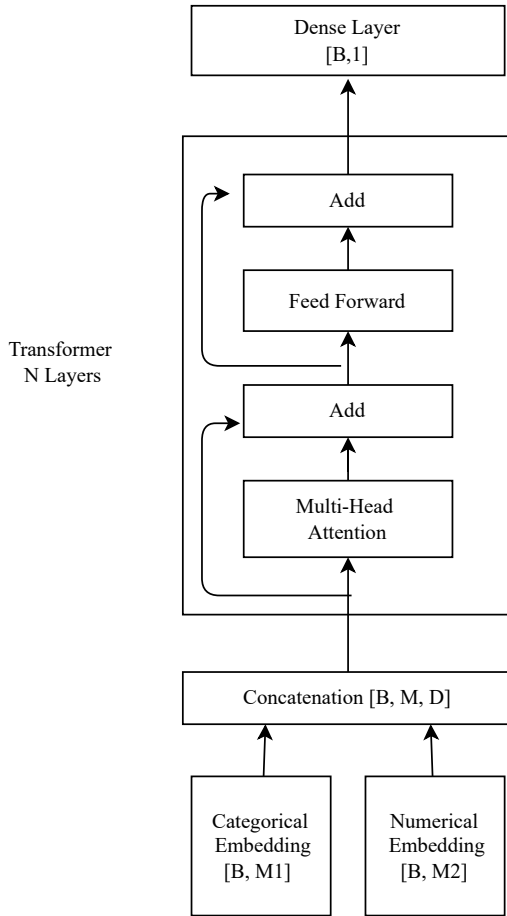 Dense Layer
[B,1]
Add
Feed Forward
Transformer
N Layers
Add
Multi-Head
Attention
Concatenation [B, M, D]
Categorical
Embedding
[B, M1]
Numerical
Embedding
[B, M2]